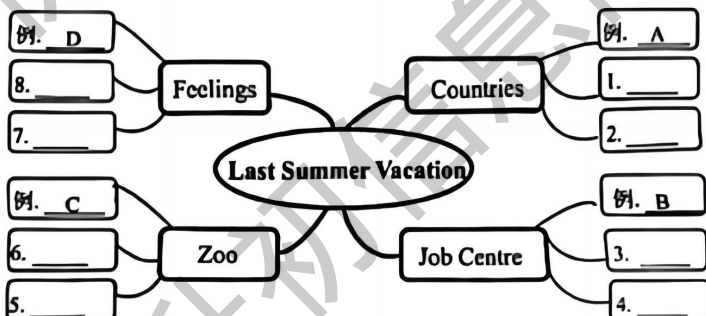 例. D
8.
7.
Feelings
Countries
例. A
1.
2.
Last Summer Vacation
例. C
6.
5.
Zoo
Job Centre
例. B
3.
4.